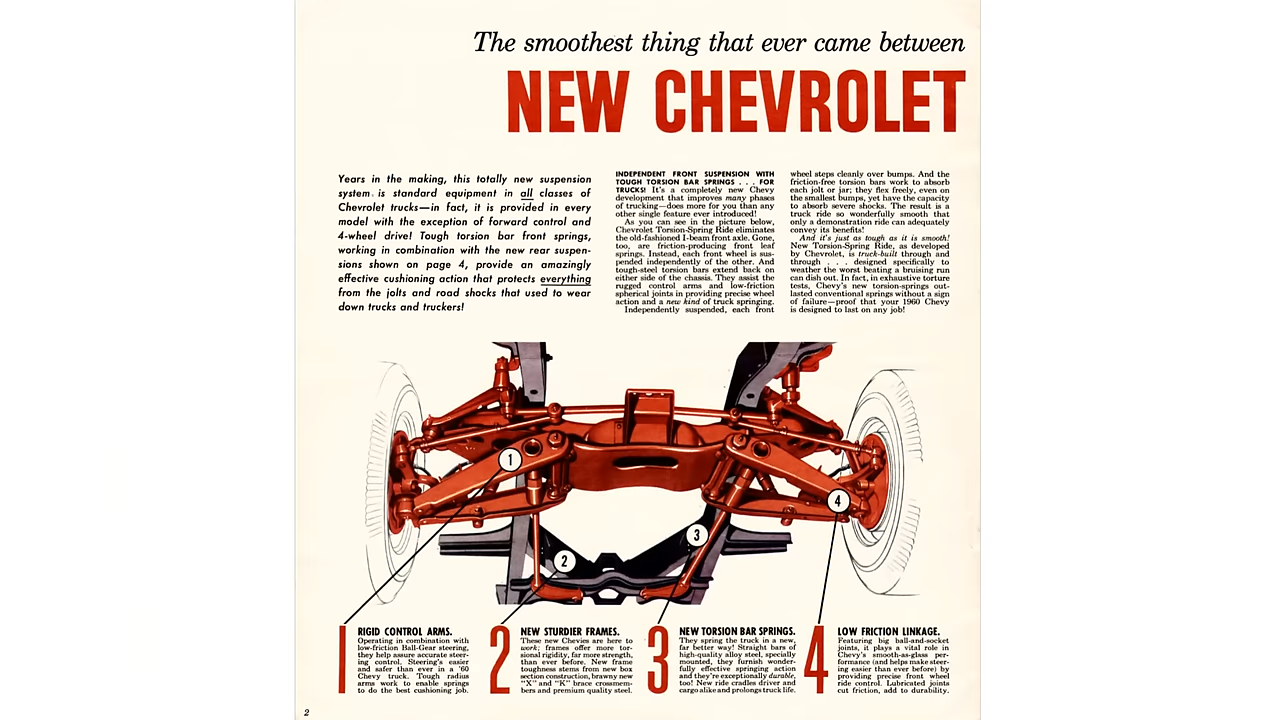 The smoothest thing that ever came between
NEW CHEVROLET
Years in the making, this totally new suspension
system is standard equipment in all classes of
Chevrolet trucks—in fact, it is provided in every
model with the exception of forward control and
4-wheel drive! Tough torsion bar front springs,
working in combination with the new rear suspen-
sions shown on page 4, provide an amazingly
effective cushioning action that protects everything
from the jolts and road shocks that used to wear
down trucks and truckers!
INDEPENDENT FRONT SUSPENSION WITH
TOUGH TORSION BAR SPRINGS . . . FOR
TRUCKS! It's a completely new Chevy
development that improves many phases
of trucking—does more for you than any
other single feature ever introduced!
As you can see in the picture below,
Chevrolet Torsion-Spring Ride eliminates
the old-fashioned I-beam front axle. Gone,
too, are friction-producing front leaf
springs. Instead, each front wheel is sus-
pended independently of the other. And
tough-steel torsion bars extend back on
either side of the chassis. They assist the
rugged control arms and low-friction
spherical joints in providing precise wheel
action and a new kind of truck springing.
Independently suspended, each front
wheel steps cleanly over bumps. And the
friction-free torsion bars work to absorb
each jolt or jar; they flex freely, even on
the smallest bumps, yet have the capacity
to absorb severe shocks. The result is a
truck ride so wonderfully smooth that
only a demonstration ride can adequately
convey its benefits!
And it's just as tough as it is smooth!
New Torsion-Spring Ride, as developed
by Chevrolet, is truck-built through and
through . . . designed specifically to
weather the worst beating a bruising run
can dish out. In fact, in exhaustive torture
tests, Chevy's new torsion-springs out-
lasted conventional springs without a sign
of failure—proof that your 1960 Chevy
is designed to last on any job!
1
2
3
4
1 RIGID CONTROL ARMS.
Operating in combination with
low-friction Ball-Gear steering,
they help assure accurate steer-
ing control. Steering's easier
and safer than ever in a '60
Chevy truck. Tough radius
arms work to enable springs
to do the best cushioning job.
2 NEW STURDIER FRAMES.
These new Chevies are here to
work; frames offer more tor-
sional rigidity, far more strength,
than ever before. New frame
toughness stems from new box
section construction, brawny new
"X" and "K" brace crossmem-
bers and premium quality steel.
3 NEW TORSION BAR SPRINGS.
They spring the truck in a new,
far better way! Straight bars of
high-quality alloy steel, specially
mounted, they furnish wonder-
fully effective springing action
and they're exceptionally durable,
too! New ride cradles driver and
cargo alike and prolongs truck life.
4 LOW FRICTION LINKAGE.
Featuring big ball-and-socket
joints, it plays a vital role in
Chevy's smooth-as-glass per-
formance (and helps make steer-
ing easier than ever before) by
providing precise front wheel
ride control. Lubricated joints
cut friction, add to durability.
2